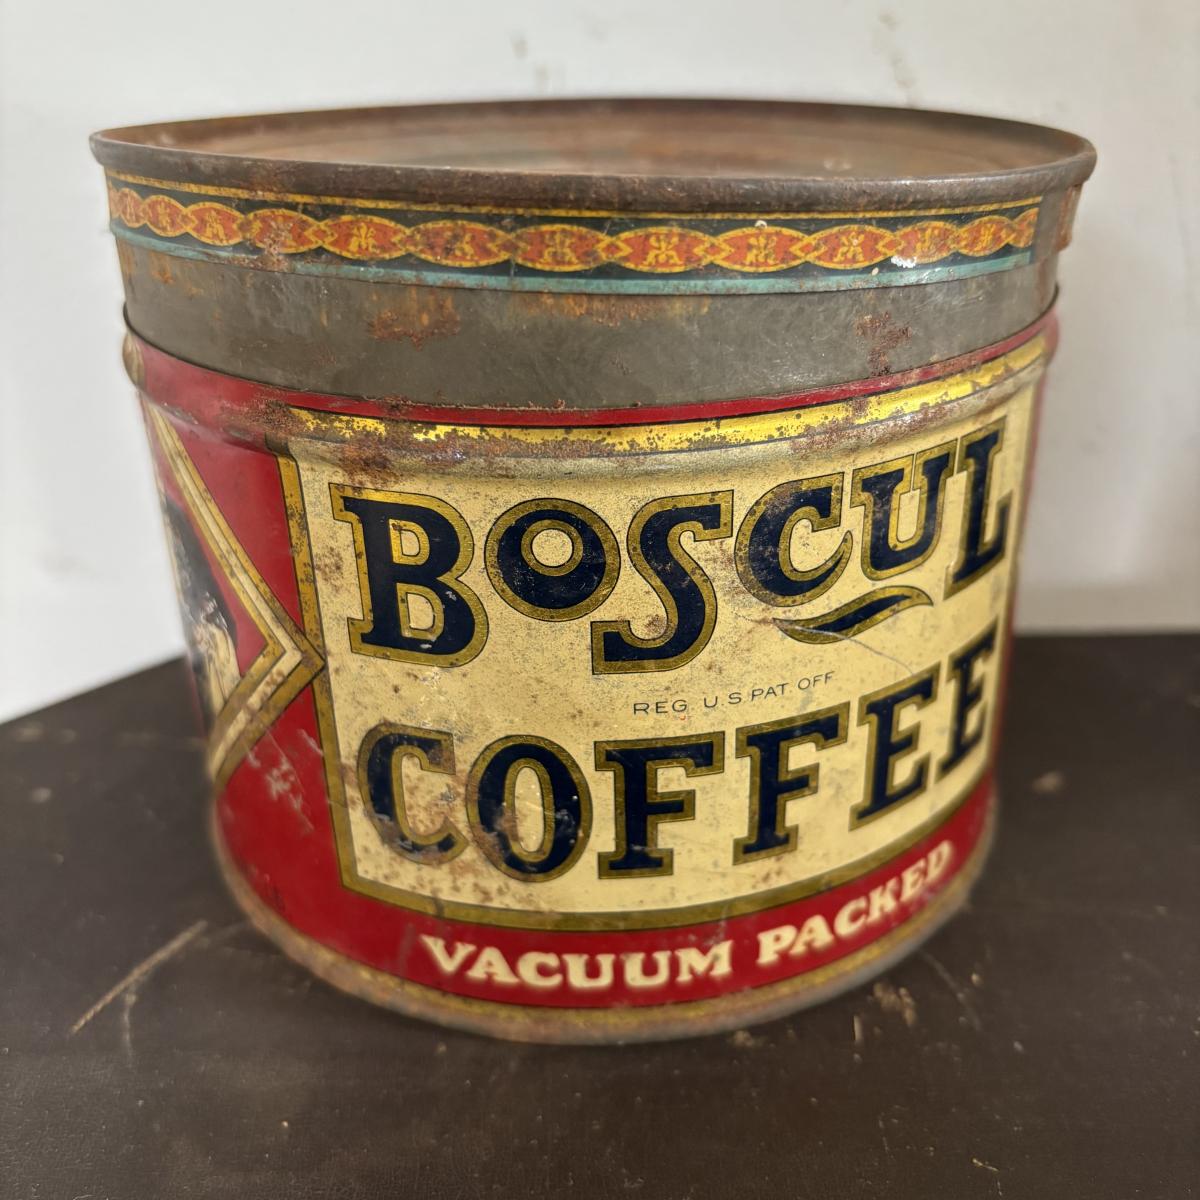 BOSCUL
REG U.S PAT OFF
COFFEE
VACUUM PACKED